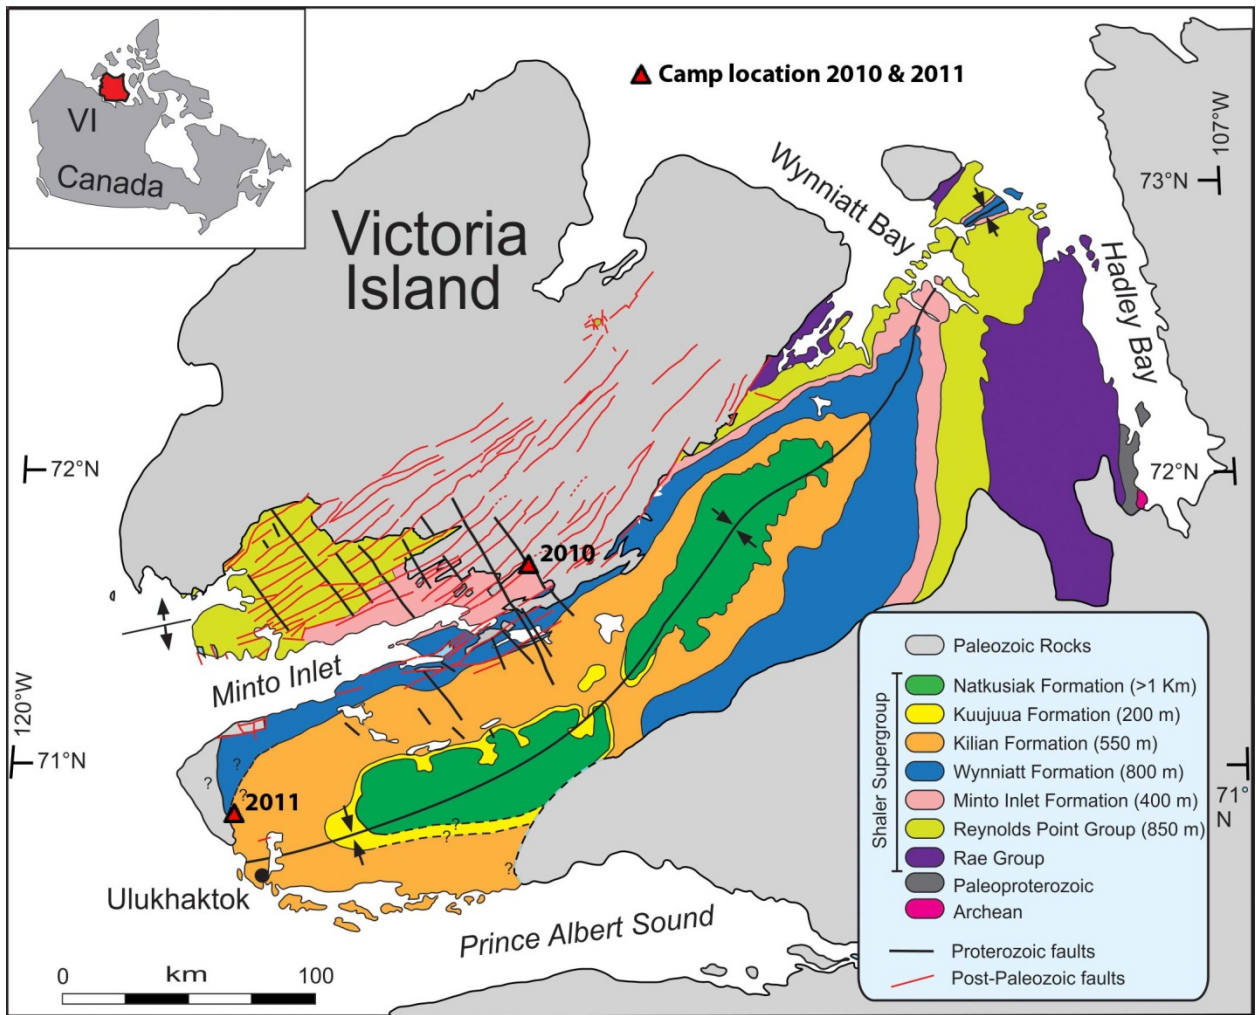 VI
Canada
Camp location 2010 & 2011
107°W
73°N
Wynniatt Bay
Hadley Bay
Victoria
Island
72°N
72°N
2010
Minto Inlet
120°W
71°N
71°
N
?
?
2011
?
?
?
Ulukhaktok
Prince Albert Sound
0
km
100
Paleozoic Rocks
Shaler Supergroup
Natkusiak Formation (>1 Km)
Kuujuua Formation (200 m)
Kilian Formation (550 m)
Wynniatt Formation (800 m)
Minto Inlet Formation (400 m)
Reynolds Point Group (850 m)
Rae Group
Paleoproterozoic
Archean
Proterozoic faults
Post-Paleozoic faults